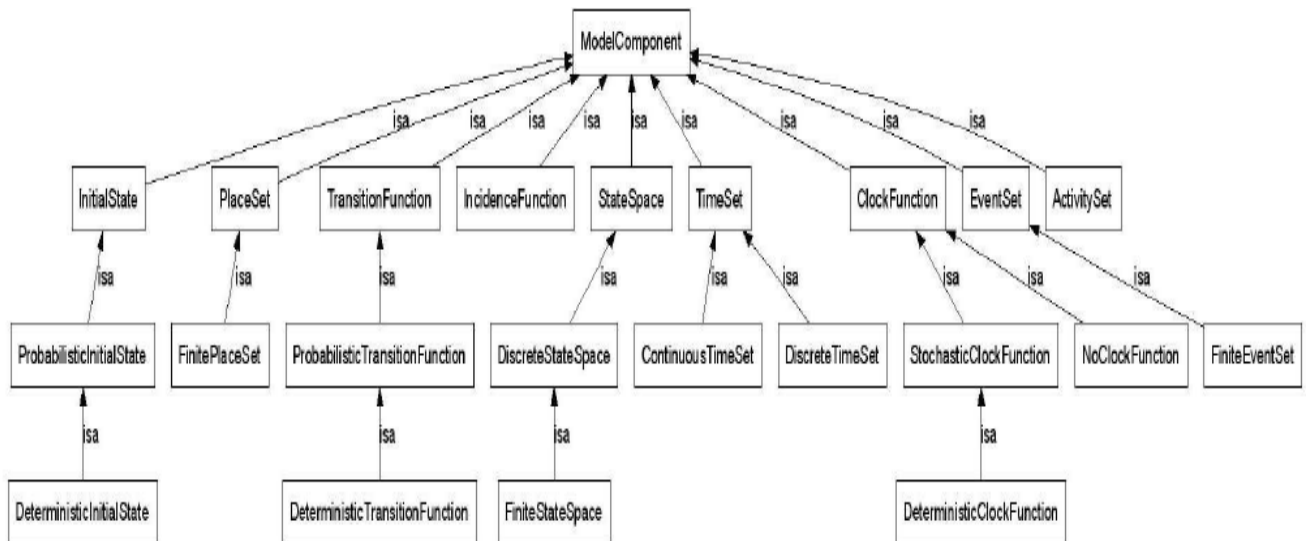 ModelComponent
isa
isa
isa
isa
isa
isa
isa
isa
isa
InitialState
PlaceSet
TransitionFunction
IncidenceFunction
StateSpace
TimeSet
ClockFunction
EventSet
ActivitySet
isa
isa
isa
isa
isa
isa
isa
isa
isa
ProbabilisticInitialState
FinitePlaceSet
ProbabilisticTransitionFunction
DiscreteStateSpace
ContinuousTimeSet
DiscreteTimeSet
StochasticClockFunction
NoClockFunction
FiniteEventSet
isa
isa
isa
isa
DeterministicInitialState
DeterministicTransitionFunction
FiniteStateSpace
DeterministicClockFunction